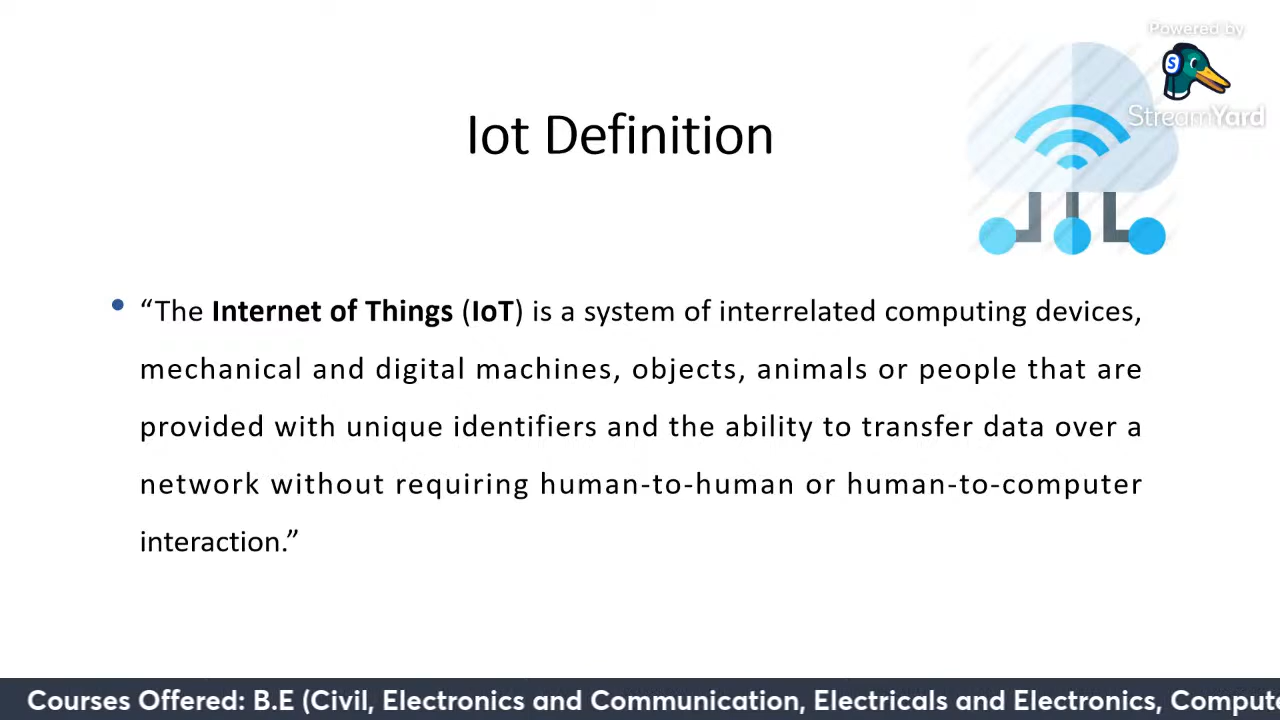 Powered by
StreamYard
Iot Definition
“The Internet of Things (IoT) is a system of interrelated computing devices,
mechanical and digital machines, objects, animals or people that are
provided with unique identifiers and the ability to transfer data over a
network without requiring human-to-human or human-to-computer
interaction.”
Courses Offered: B.E (Civil, Electronics and Communication, Electricals and Electronics, Compute